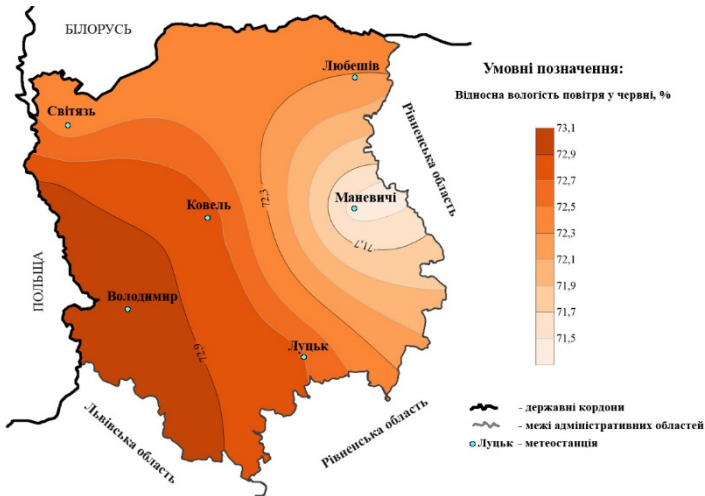 БІЛОРУСЬ
Любешів
Світязь
Рівненська область
Маневичі
Ковель
72,3
71,7
ПОЛЬЩА
Володимир
72,9
Луцьк
Львівська область
Рівненська область
Умовні позначення:
Відносна вологість повітря у червні, %
73,1
72,9
72,7
72,5
72,3
72,1
71,9
71,7
71,5
- державні кордони
- межі адміністративних областей
Луцьк - метеостанція